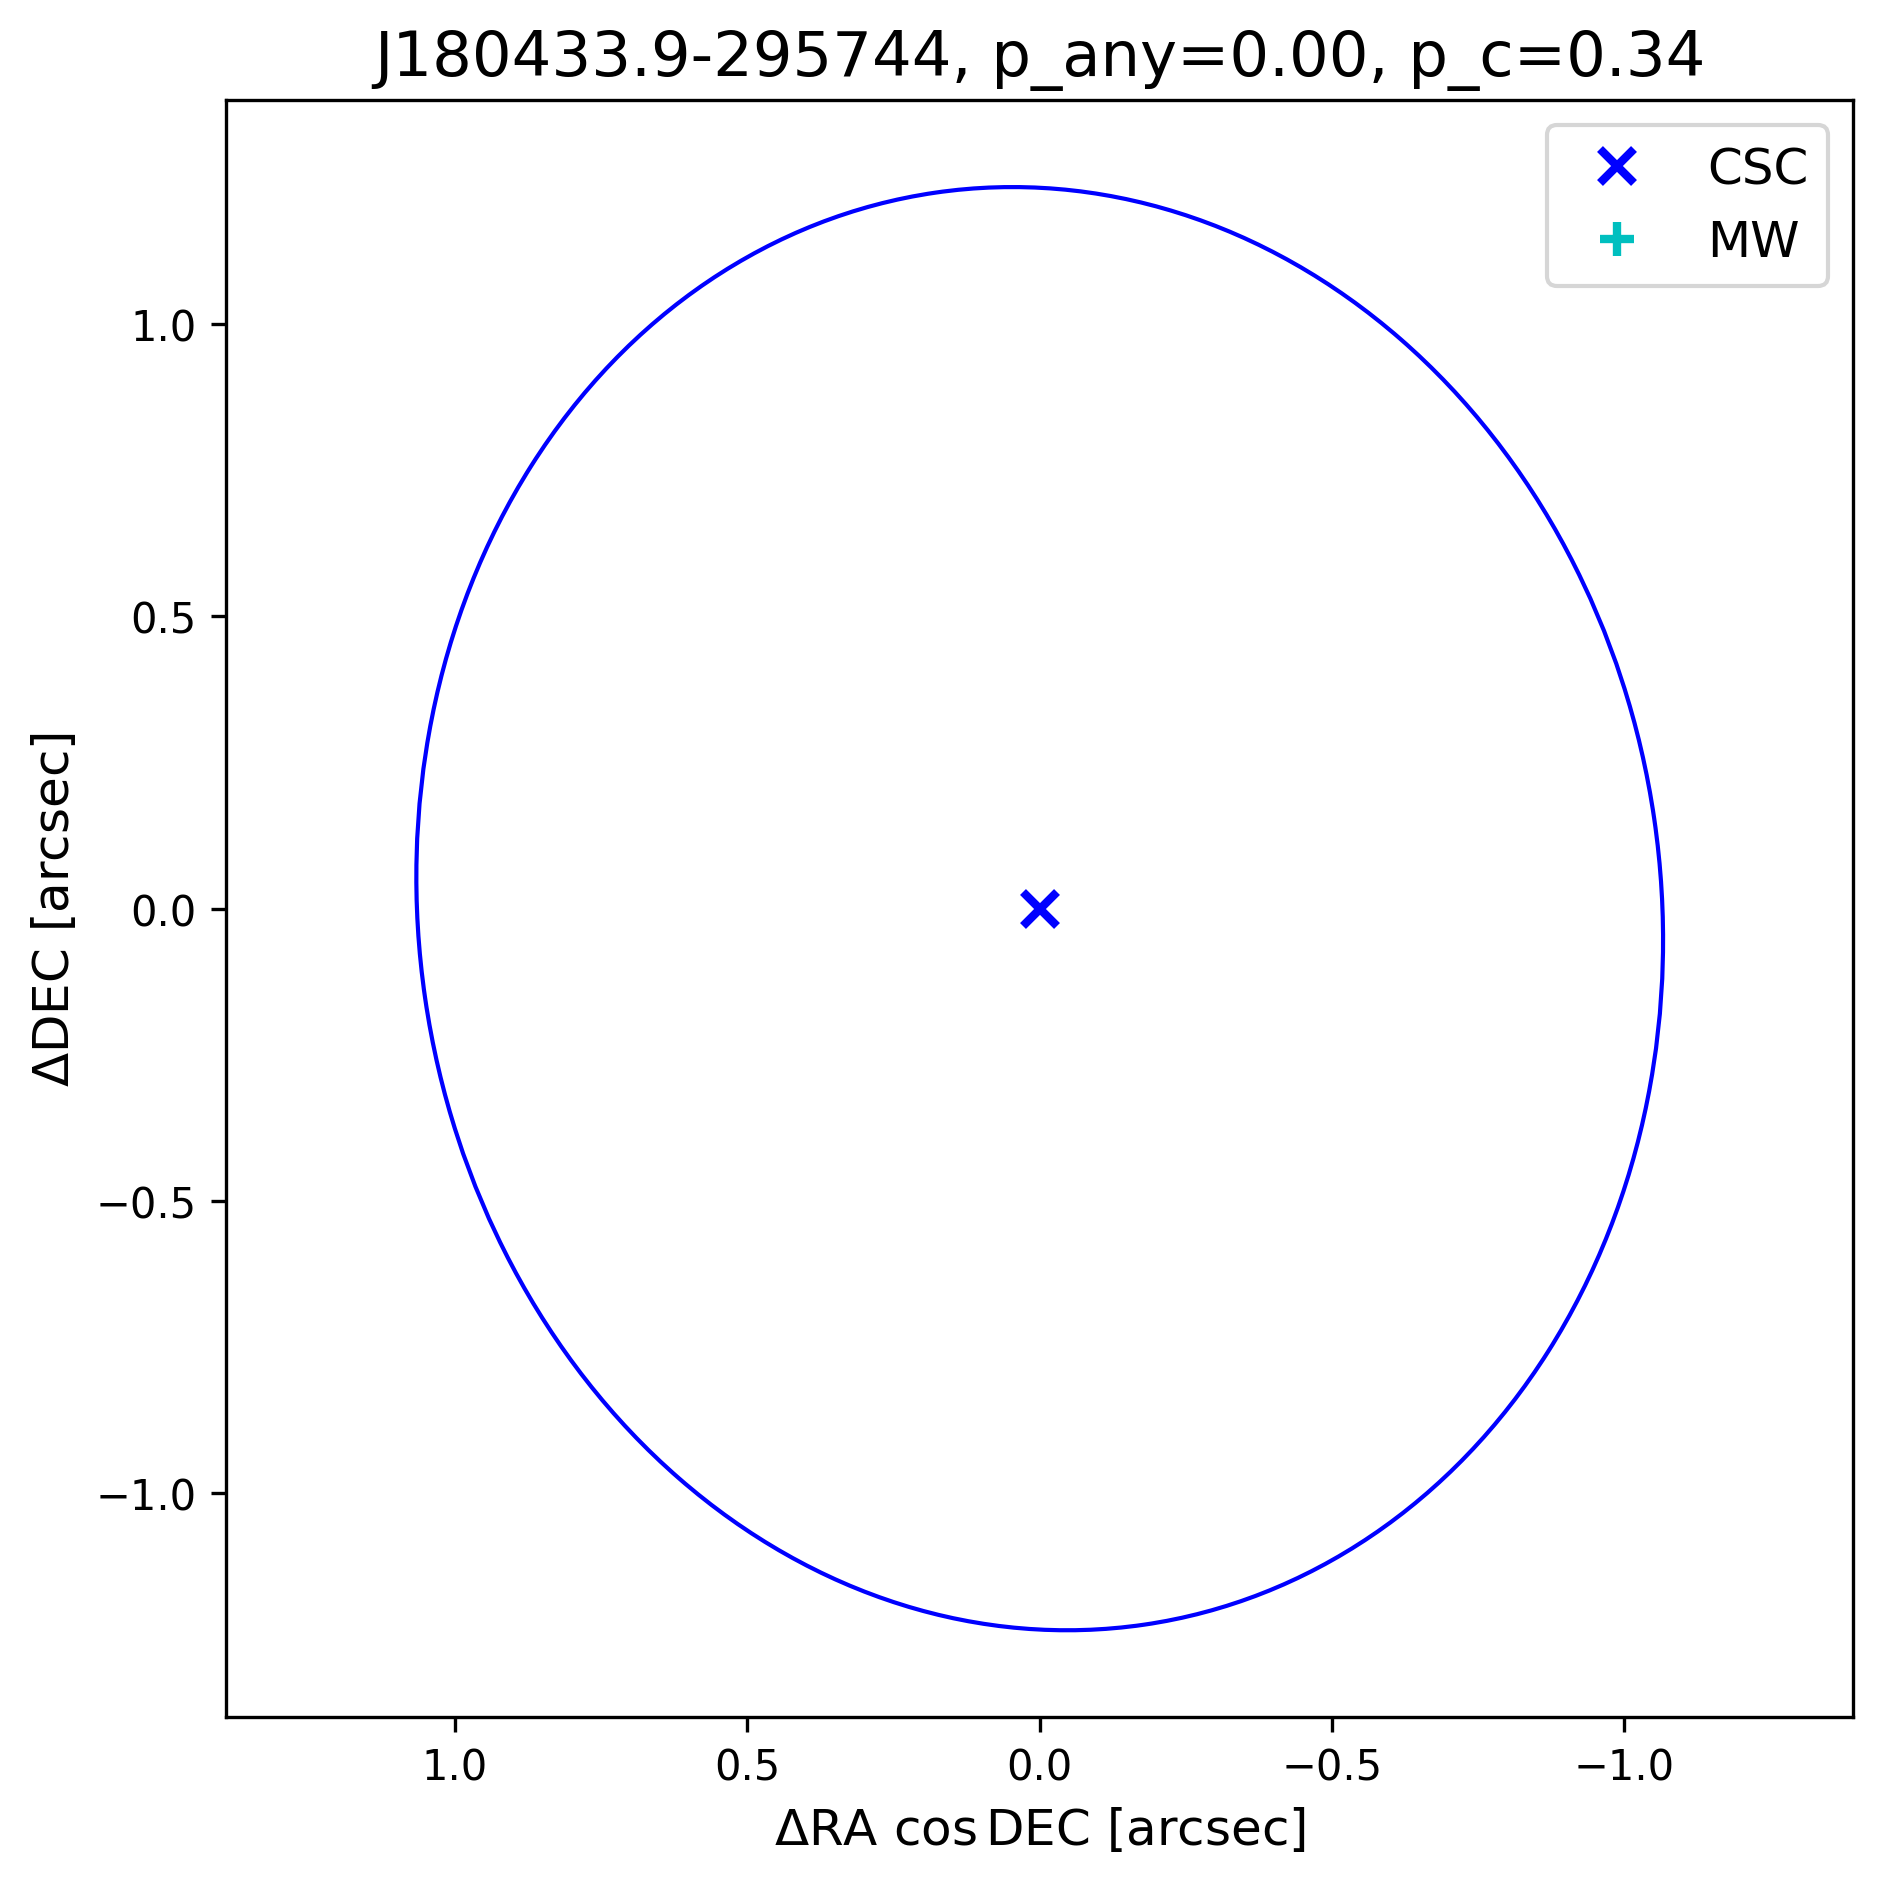 J180433.9-295744, p_any=0.00, p_c=0.34
CSC
MW
1.0
0.5
0.0
−0.5
−1.0
ΔDEC [arcsec]
1.0 0.5 0.0 −0.5 −1.0
ΔRA cos DEC [arcsec]